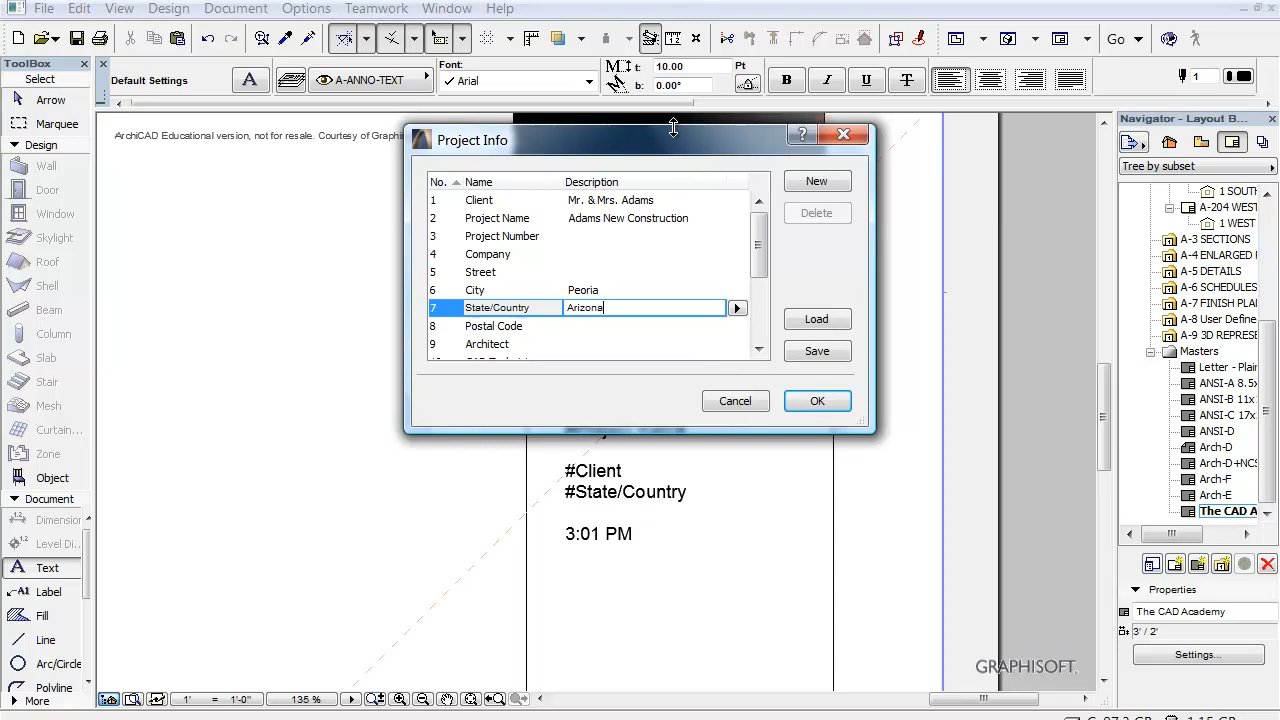 File Edit View Design Document Options Teamwork Window Help
Go
ToolBox
Select
Default Settings
A
A-ANNO-TEXT
Font:
Arial
t: 10.00 Pt
b: 0.00°
B I U T
1
Arrow
Marquee
Design
Wall
Door
Window
Skylight
Roof
Shell
Beam
Column
Slab
Stair
Mesh
Curtain...
Zone
Object
Document
Dimension
Level Di...
A Text
A1 Label
Fill
Line
Arc/Circle
Polyline
More
ArchiCAD Educational version, not for resale. Courtesy of Graphi
Project Info
No. Name Description
1 Client Mr. & Mrs. Adams
2 Project Name Adams New Construction
3 Project Number
4 Company
5 Street
6 City Peoria
7 State/Country Arizona
8 Postal Code
9 Architect
New
Delete
Load
Save
Cancel
OK
#Client
#State/Country
3:01 PM
GRAPHISOFT.
1' = 1'-0"
135 %
Navigator - Layout B...
Tree by subset
1 SOUTH
A-204 WEST
1 WEST
A-3 SECTIONS
A-4 ENLARGED
A-5 DETAILS
A-6 SCHEDULES
A-7 FINISH PLAN
A-8 User Define
A-9 3D REPRESE
Masters
Letter - Plain
ANSI-A 8.5x
ANSI-B 11x
ANSI-C 17x
ANSI-D
Arch-D
Arch-D+NCS
Arch-F
Arch-E
The CAD A
Properties
The CAD Academy
3' / 2'
Settings...